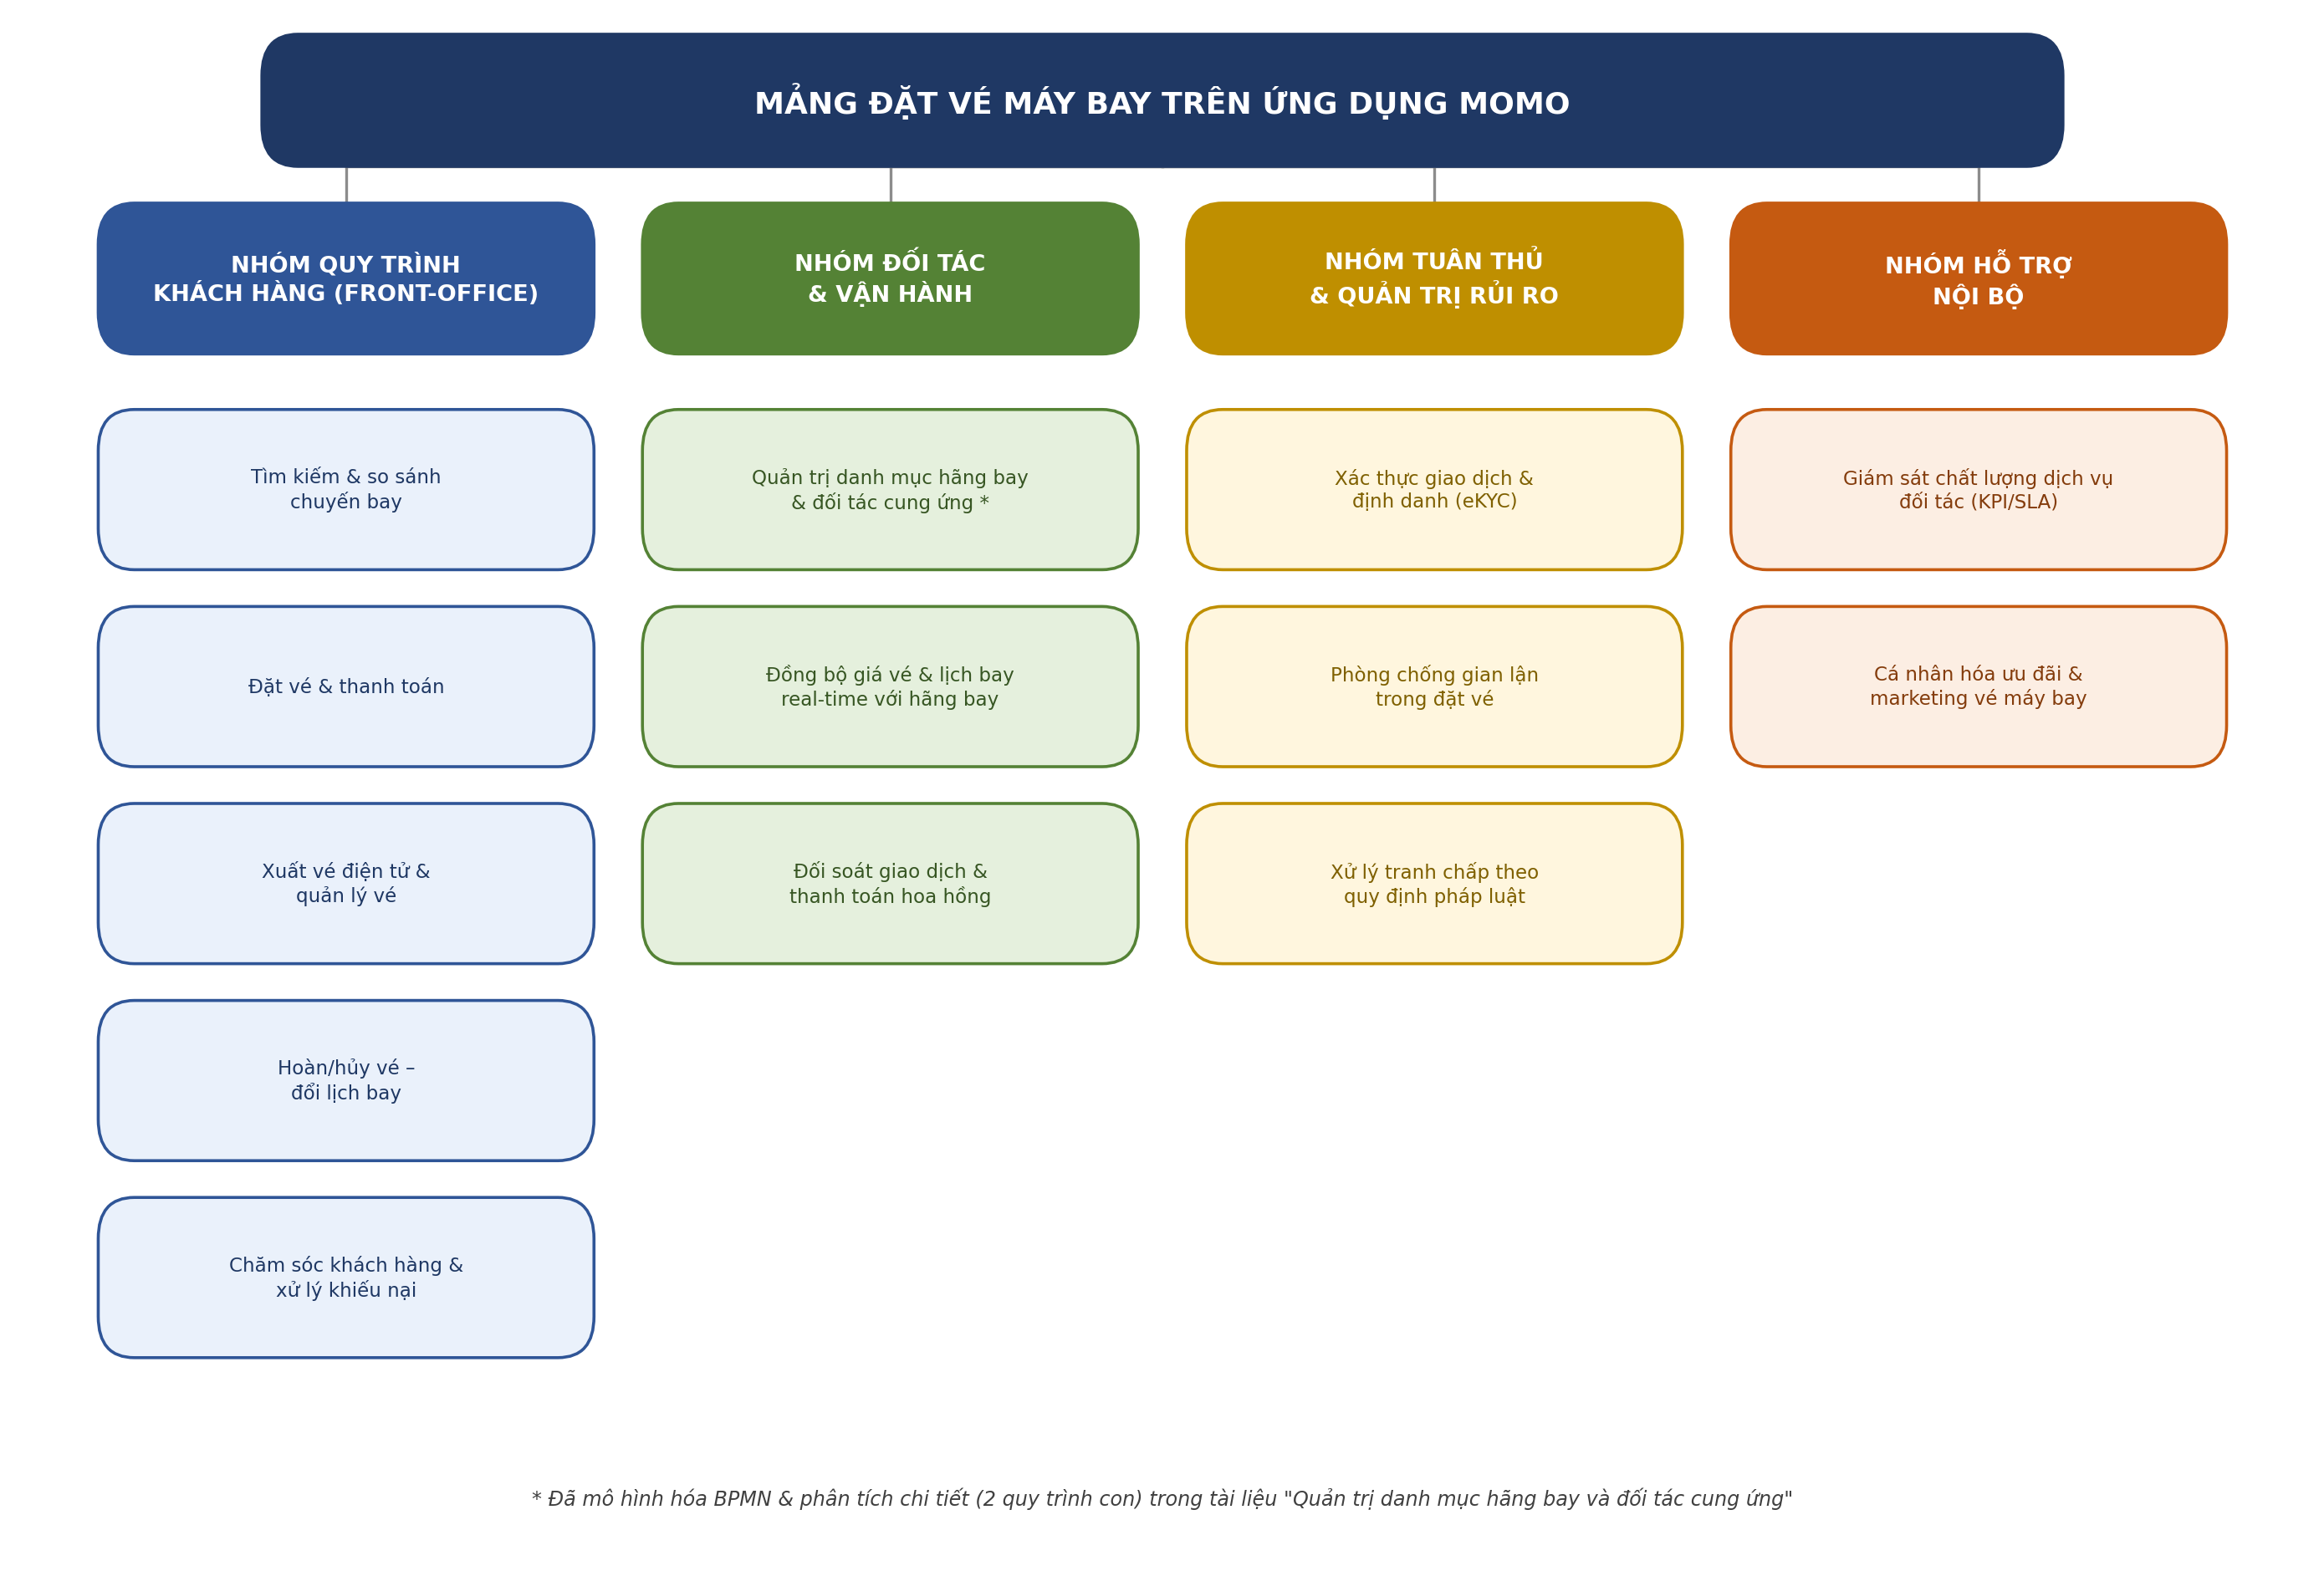 MẢNG ĐẶT VÉ MÁY BAY TRÊN ỨNG DỤNG MOMO
NHÓM QUY TRÌNH
KHÁCH HÀNG (FRONT-OFFICE)
Tìm kiếm & so sánh
chuyến bay
Đặt vé & thanh toán
Xuất vé điện tử &
quản lý vé
Hoàn/hủy vé –
đổi lịch bay
Chăm sóc khách hàng &
xử lý khiếu nại
NHÓM ĐỐI TÁC
& VẬN HÀNH
Quản trị danh mục hãng bay
& đối tác cung ứng *
Đồng bộ giá vé & lịch bay
real-time với hãng bay
Đối soát giao dịch &
thanh toán hoa hồng
NHÓM TUÂN THỦ
& QUẢN TRỊ RỦI RO
Xác thực giao dịch &
định danh (eKYC)
Phòng chống gian lận
trong đặt vé
Xử lý tranh chấp theo
quy định pháp luật
NHÓM HỖ TRỢ
NỘI BỘ
Giám sát chất lượng dịch vụ
đối tác (KPI/SLA)
Cá nhân hóa ưu đãi &
marketing vé máy bay
* Đã mô hình hóa BPMN & phân tích chi tiết (2 quy trình con) trong tài liệu "Quản trị danh mục hãng bay và đối tác cung ứng"